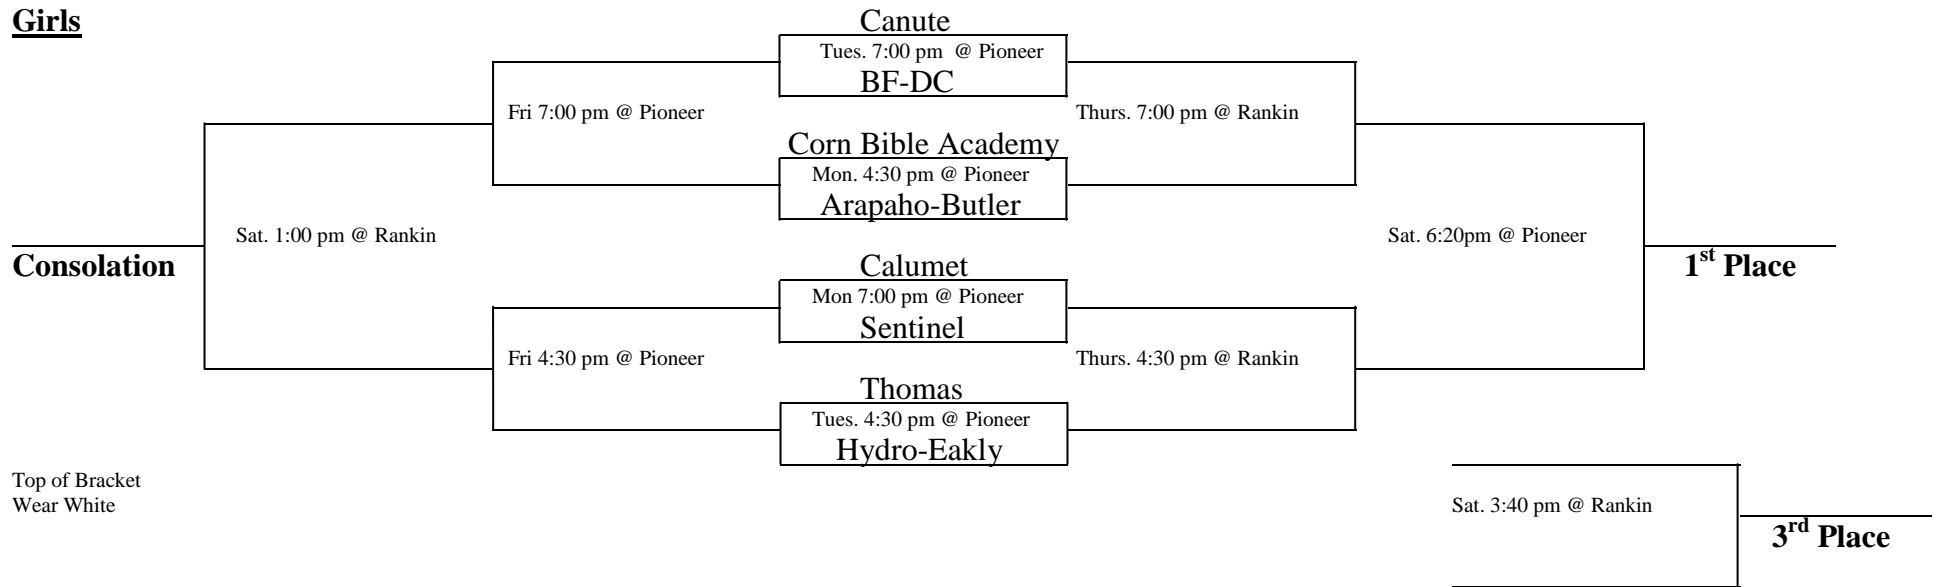 Girls
Canute
Tues. 7:00 pm @ Pioneer
BF-DC
Fri 7:00 pm @ Pioneer
Thurs. 7:00 pm @ Rankin
Corn Bible Academy
Mon. 4:30 pm @ Pioneer
Arapaho-Butler
Sat. 1:00 pm @ Rankin
Sat. 6:20pm @ Pioneer
Consolation
Calumet
1st Place
Mon 7:00 pm @ Pioneer
Sentinel
Fri 4:30 pm @ Pioneer
Thurs. 4:30 pm @ Rankin
Thomas
Tues. 4:30 pm @ Pioneer
Hydro-Eakly
Top of Bracket
Wear White
Sat. 3:40 pm @ Rankin
3rd Place